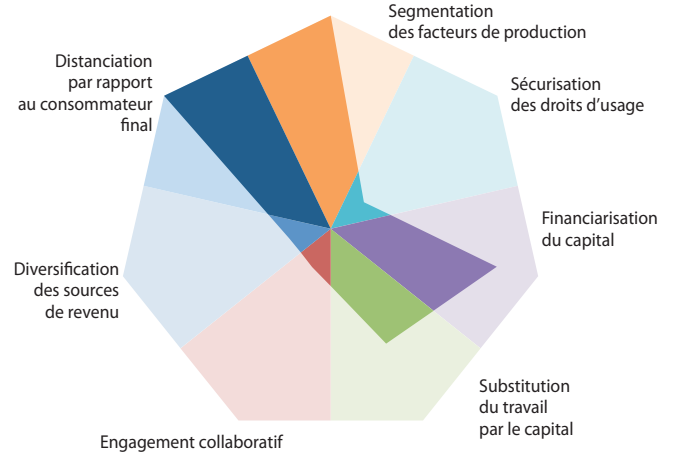 Segmentation
des facteurs de production
Sécurisation
des droits d'usage
Financiarisation
du capital
Substitution
du travail
par le capital
Engagement collaboratif
Diversification
des sources
de revenu
Distanciation
par rapport
au consommateur
final